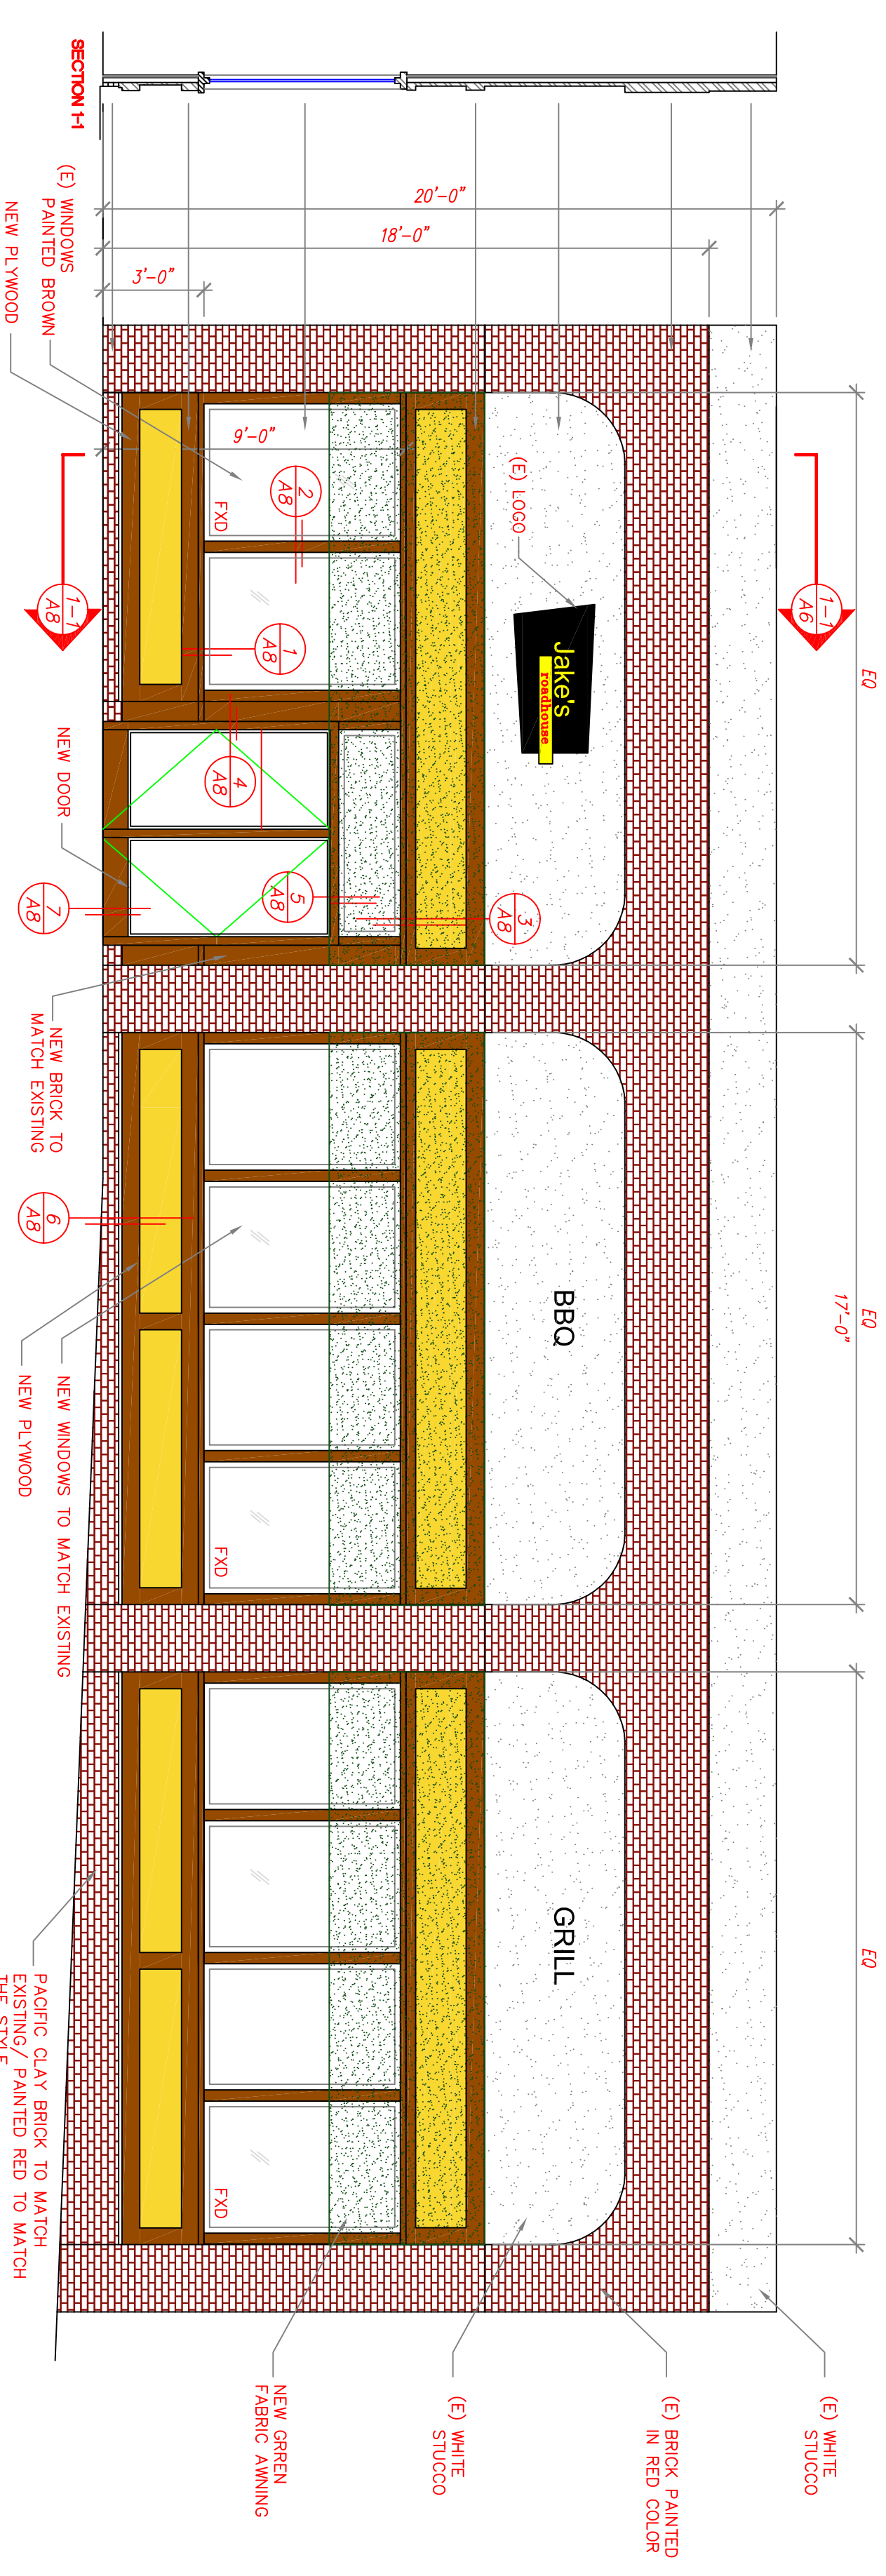 EQ
EQ
17'-0"
EQ
1-1
A6
(E) WHITE
STUCCO
20'-0"
18'-0"
3'-0"
9'-0"
(E) LOGO
Jake's
roadhouse
BBQ
GRILL
(E) BRICK PAINTED
IN RED COLOR
(E) WHITE
STUCCO
NEW GRREN
FABRIC AWNING
2
A8
FXD
1
A8
3
A8
5
A8
4
A8
FXD
FXD
SECTION 1-1
(E) WINDOWS
PAINTED BROWN
NEW PLYWOOD
1-1
A8
NEW DOOR
7
A8
NEW BRICK TO
MATCH EXISTING
6
A8
NEW WINDOWS TO MATCH EXISTING
NEW PLYWOOD
PACIFIC CLAY BRICK TO MATCH
EXISTING/ PAINTED RED TO MATCH
THE STYLE